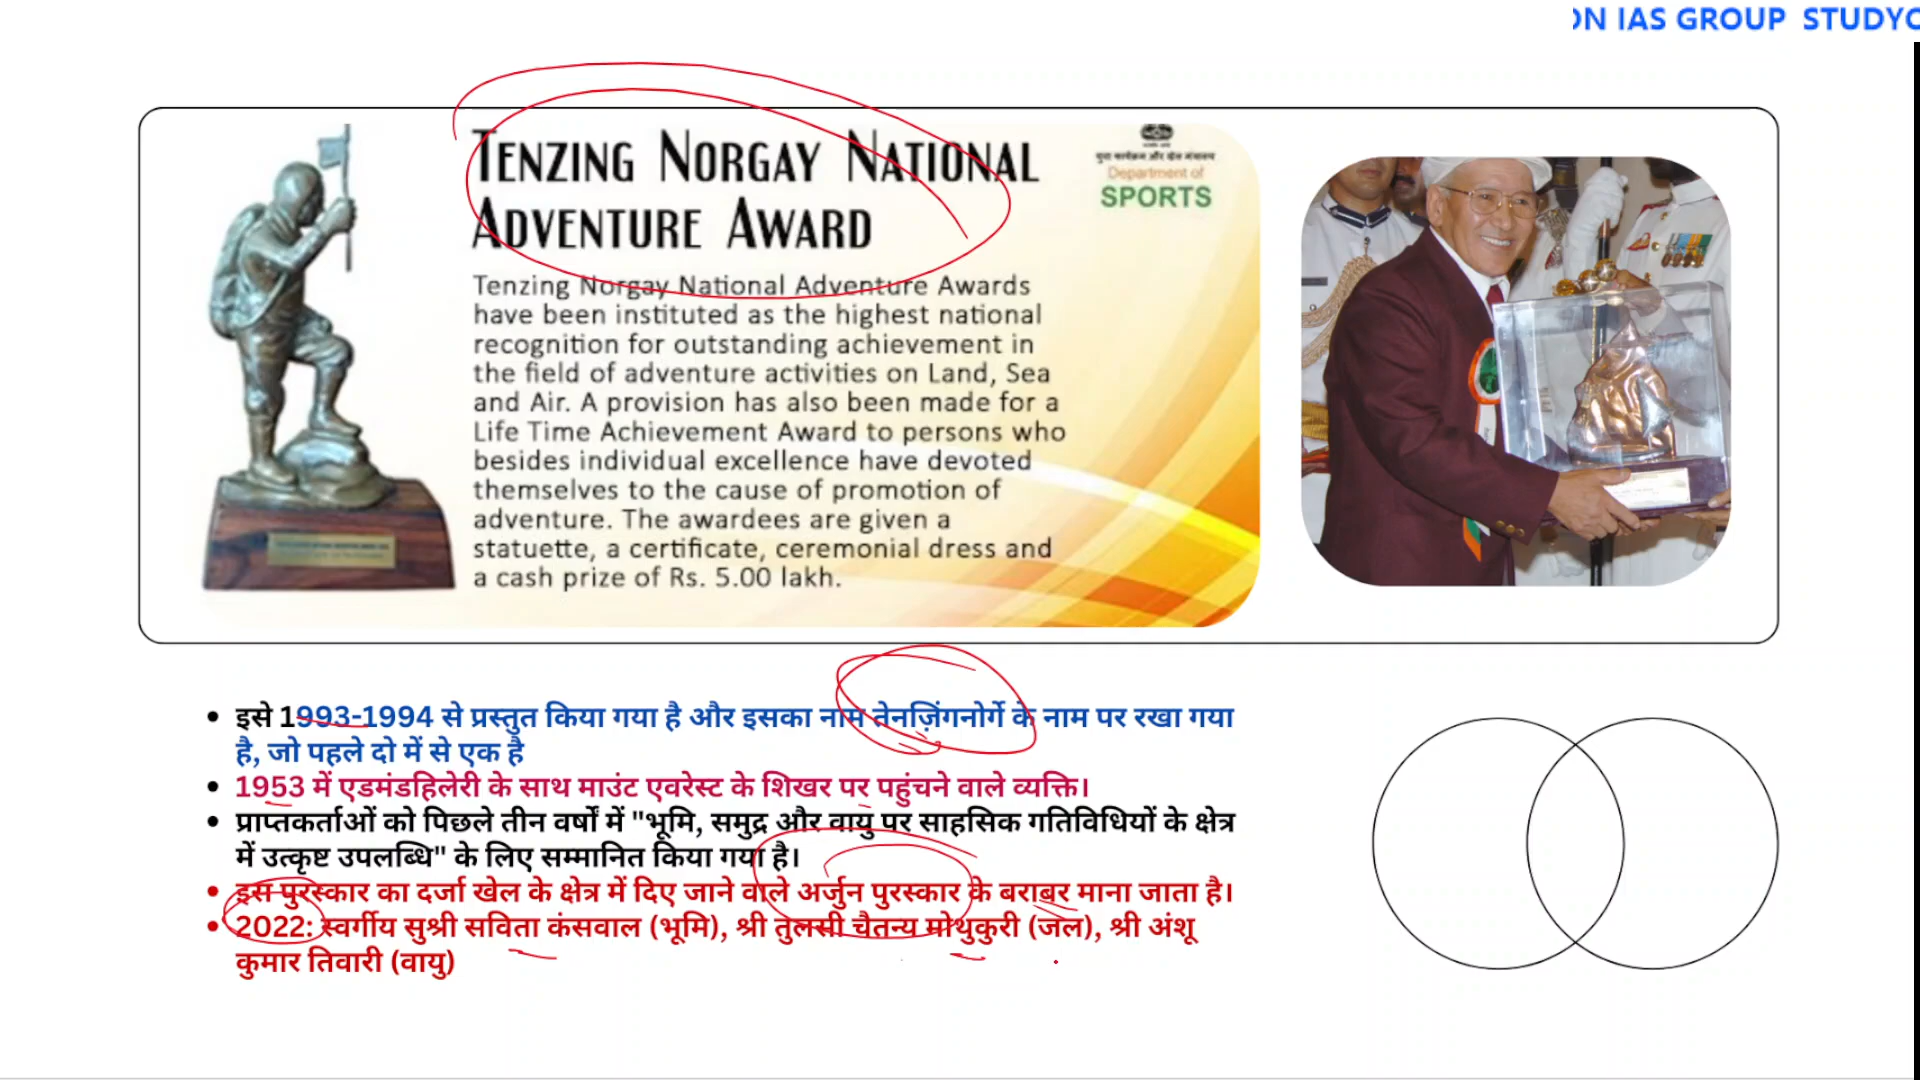 ON IAS GROUP STUDYO
TENZING NORGAY NATIONAL
ADVENTURE AWARD
युवा कार्यक्रम और खेल मंत्रालय
Department of
SPORTS
Tenzing Norgay National Adventure Awards
have been instituted as the highest national
recognition for outstanding achievement in
the field of adventure activities on Land, Sea
and Air. A provision has also been made for a
Life Time Achievement Award to persons who
besides individual excellence have devoted
themselves to the cause of promotion of
adventure. The awardees are given a
statuette, a certificate, ceremonial dress and
a cash prize of Rs. 5.00 lakh.
• इसे 1993-1994 से प्रस्तुत किया गया है और इसका नाम तेनज़िंगनोर्गे के नाम पर रखा गया
है, जो पहले दो में से एक है
• 1953 में एडमंडहिलेरी के साथ माउंट एवरेस्ट के शिखर पर पहुंचने वाले व्यक्ति।
• प्राप्तकर्ताओं को पिछले तीन वर्षों में "भूमि, समुद्र और वायु पर साहसिक गतिविधियों के क्षेत्र
में उत्कृष्ट उपलब्धि" के लिए सम्मानित किया गया है।
• इस पुरस्कार का दर्जा खेल के क्षेत्र में दिए जाने वाले अर्जुन पुरस्कार के बराबर माना जाता है।
• 2022: स्वर्गीय सुश्री सविता कंसवाल (भूमि), श्री तुलसी चैतन्य मोथुकुरी (जल), श्री अंशू
कुमार तिवारी (वायु)